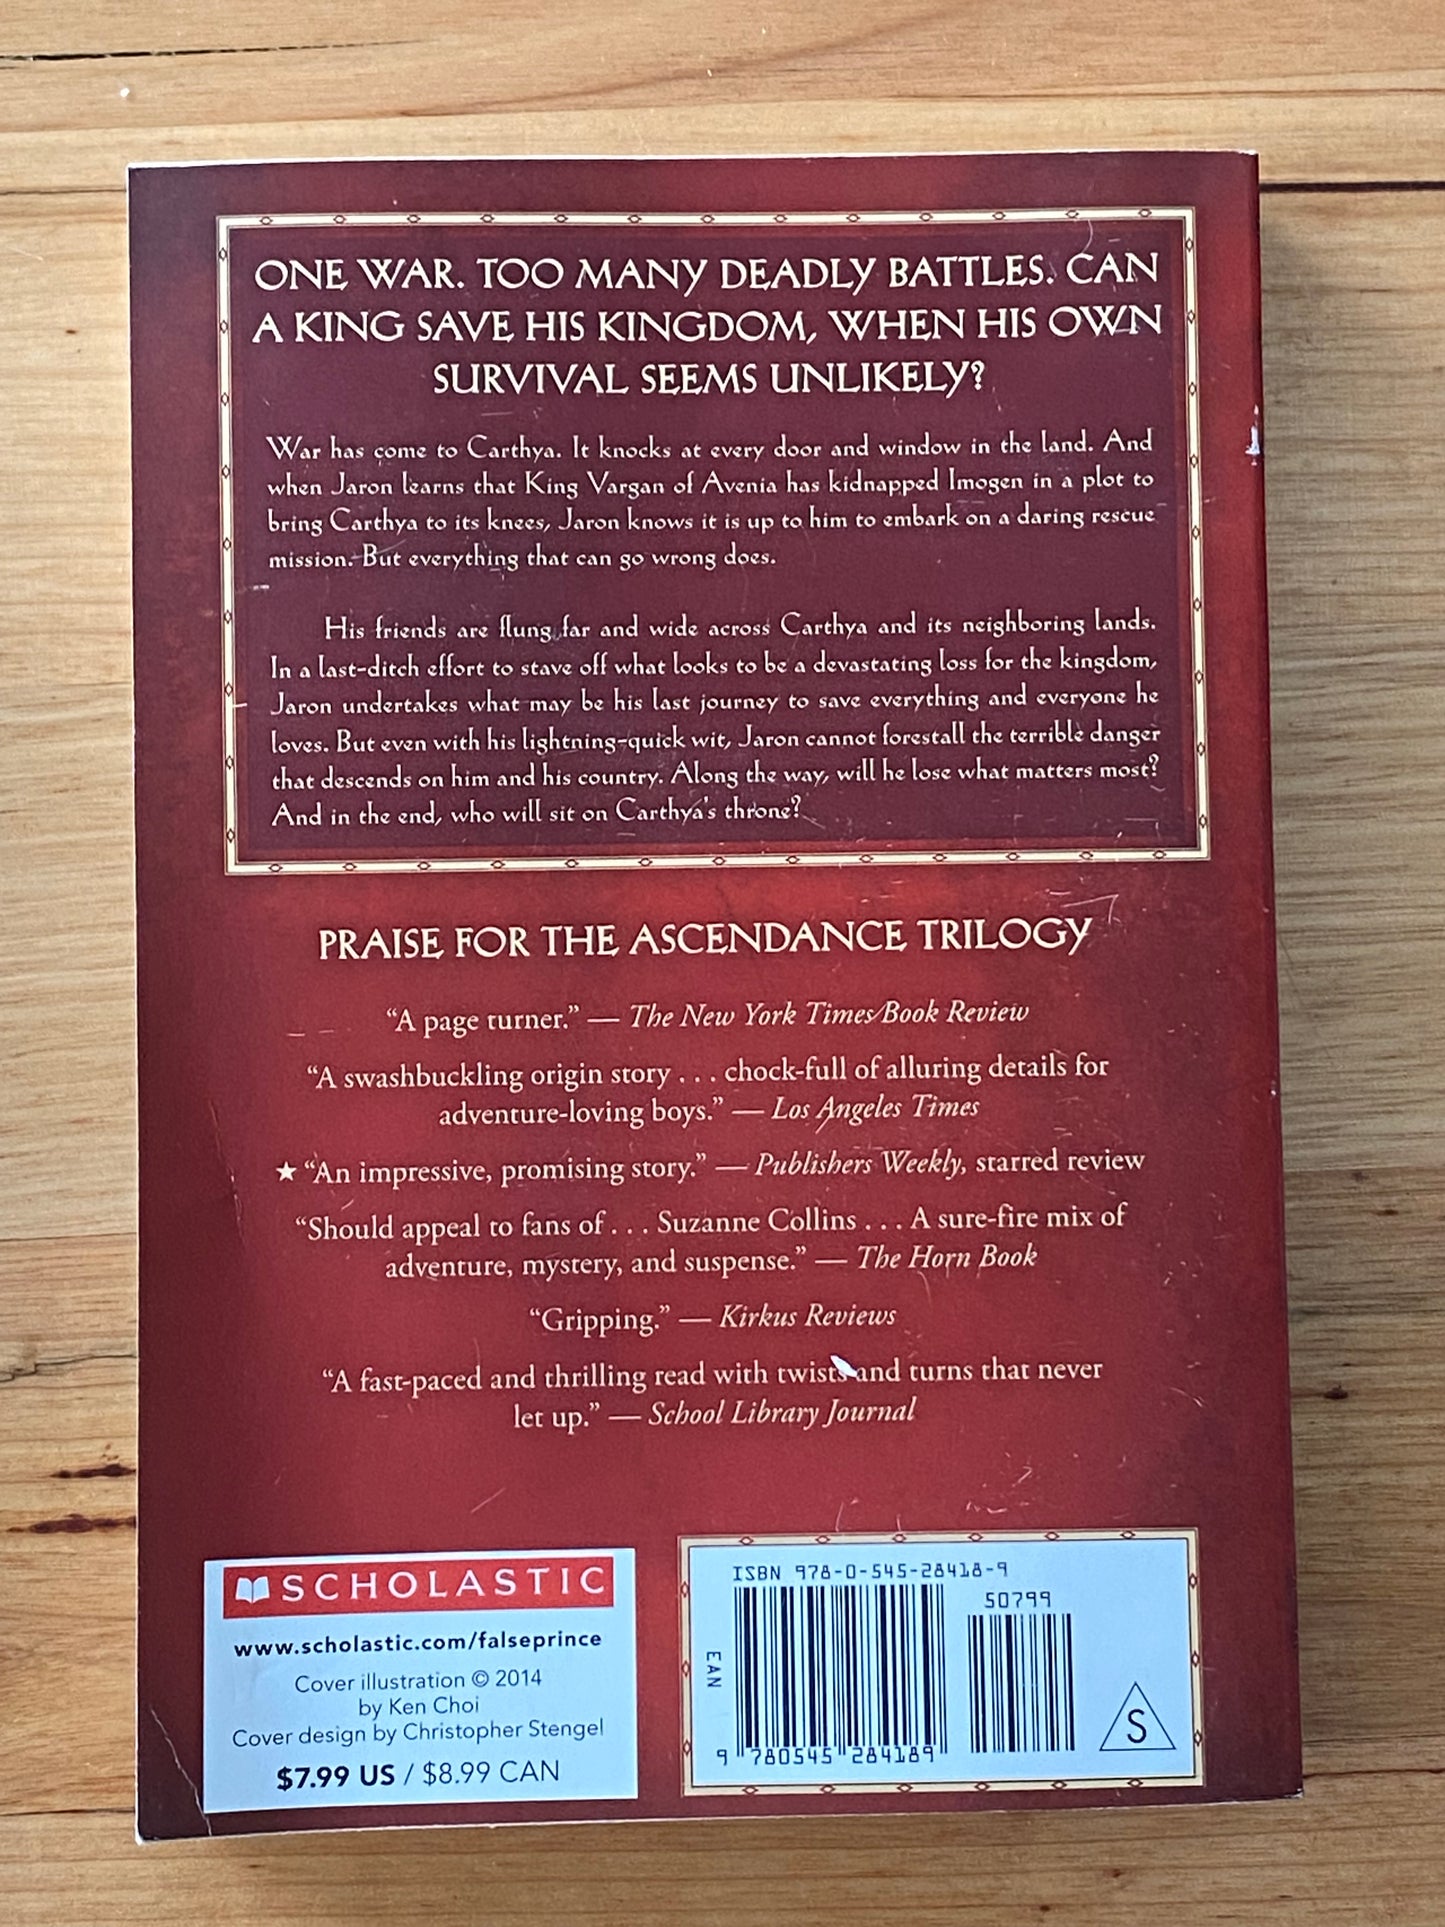 ONE WAR. TOO MANY DEADLY BATTLES. CAN
A KING SAVE HIS KINGDOM, WHEN HIS OWN
SURVIVAL SEEMS UNLIKELY?
War has come to Carthya. It knocks at every door and window in the land. And
when Jaron learns that King Vargan of Avenia has kidnapped Imogen in a plot to
bring Carthya to its knees, Jaron knows it is up to him to embark on a daring rescue
mission. But everything that can go wrong does.
His friends are flung far and wide across Carthya and its neighboring lands.
In a last-ditch effort to stave off what looks to be a devastating loss for the kingdom,
Jaron undertakes what may be his last journey to save everything and everyone he
loves. But even with his lightning-quick wit, Jaron cannot forestall the terrible danger
that descends on him and his country. Along the way, will he lose what matters most?
And in the end, who will sit on Carthya's throne?
PRAISE FOR THE ASCENDANCE TRILOGY
“A page turner.” — The New York Times Book Review
“A swashbuckling origin story . . . chock-full of alluring details for
adventure-loving boys.” — Los Angeles Times
★ “An impressive, promising story.” — Publishers Weekly, starred review
“Should appeal to fans of . . . Suzanne Collins . . . A sure-fire mix of
adventure, mystery, and suspense.” — The Horn Book
“Gripping.” — Kirkus Reviews
“A fast-paced and thrilling read with twists and turns that never
let up.” — School Library Journal
SCHOLASTIC
www.scholastic.com/falseprince
Cover illustration © 2014
by Ken Choi
Cover design by Christopher Stengel
$7.99 US / $8.99 CAN
ISBN 978-0-545-28418-9
50799
EAN
9 780545 284189
S